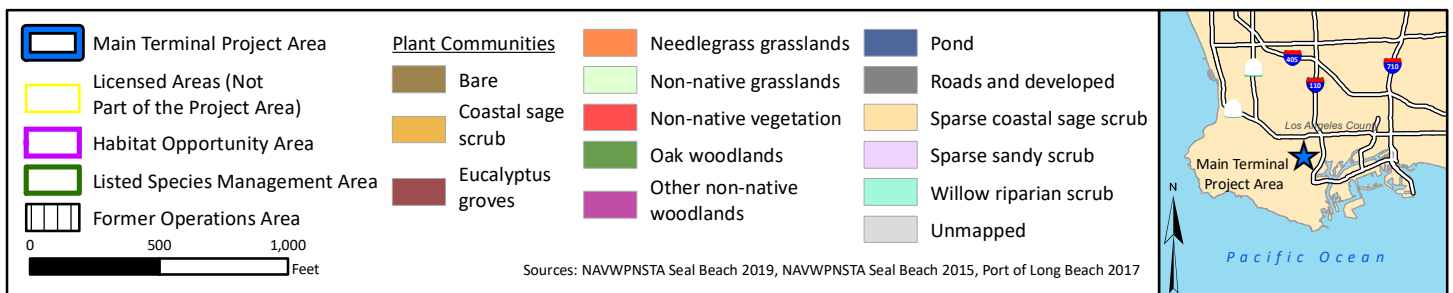 Main Terminal Project Area
Licensed Areas (Not
Part of the Project Area)
Habitat Opportunity Area
Listed Species Management Area
Former Operations Area
0 500 1,000
Feet
Plant Communities
Bare
Coastal sage
scrub
Eucalyptus
groves
Needlegrass grasslands
Non-native grasslands
Non-native vegetation
Oak woodlands
Other non-native
woodlands
Pond
Roads and developed
Sparse coastal sage scrub
Sparse sandy scrub
Willow riparian scrub
Unmapped
Sources: NAVWPNSTA Seal Beach 2019, NAVWPNSTA Seal Beach 2015, Port of Long Beach 2017
405
710
110
Los Angeles County
Main Terminal
Project Area
N
Pacific Ocean